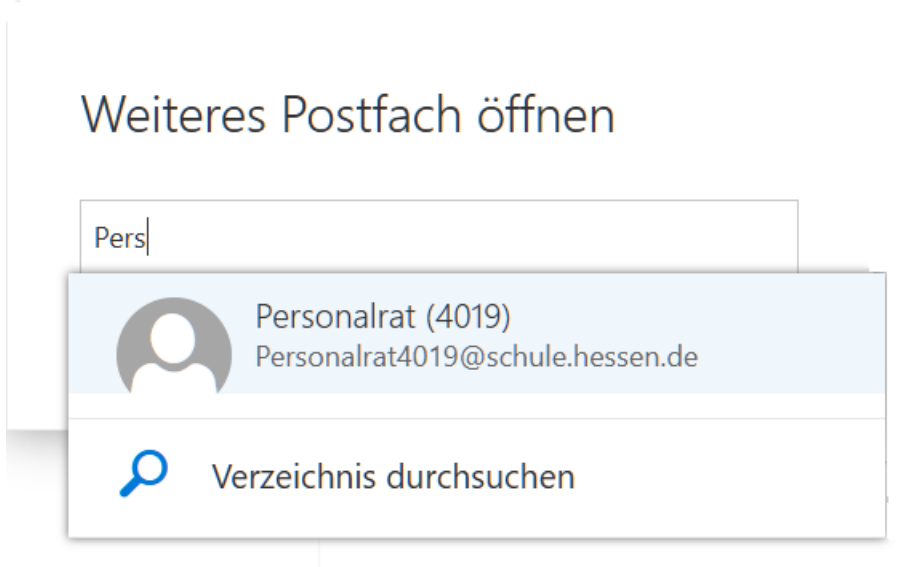 Weiteres Postfach öffnen
Pers
Personalrat (4019)
Personalrat4019@schule.hessen.de
Verzeichnis durchsuchen